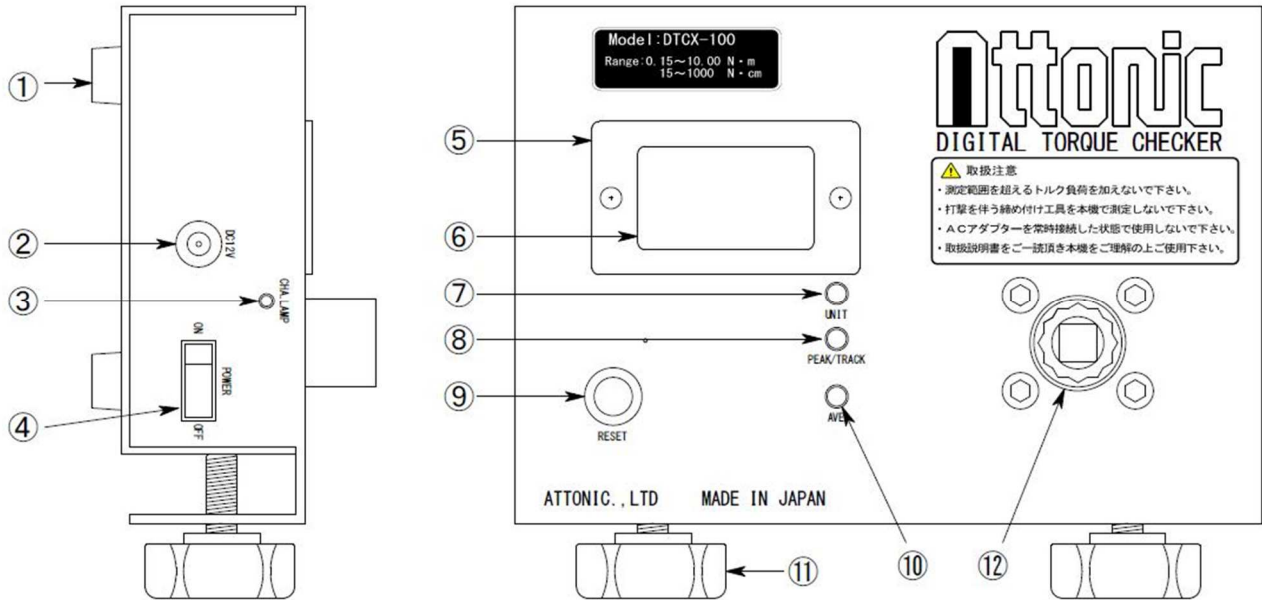 ①
②
DC12V
③
CHA.LAMP
ON
POWER
④
OFF
Model:DTCX-100
Range:0.15～10.00 N・m
15～1000 N・cm
Attonic
DIGITAL TORQUE CHECKER
取扱注意
・測定範囲を超えるトルク負荷を加えないで下さい。
・打撃を伴う締め付け工具を本機で測定しないで下さい。
・ACアダプターを常時接続した状態で使用しないで下さい。
・取扱説明書をご一読頂き本機をご理解の上ご使用下さい。
⑤
⑥
⑦
UNIT
⑧
PEAK/TRACK
⑨
RESET
AVE
ATTONIC.,LTD MADE IN JAPAN
⑪
⑩
⑫